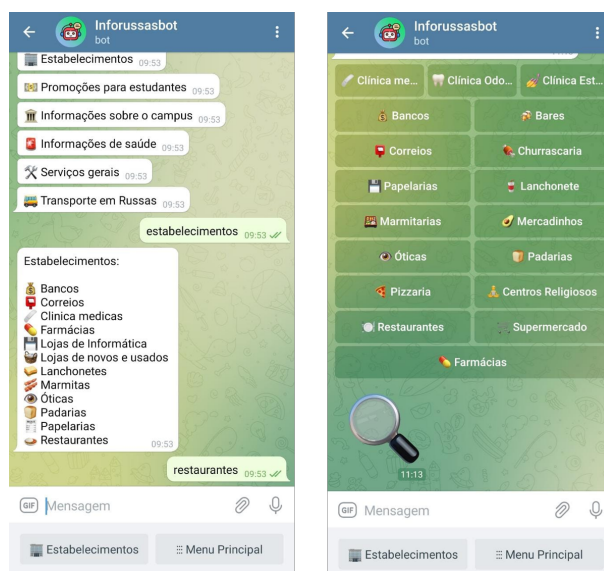 Inforussasbot
bot
Estabelecimentos 09:53
Promoções para estudantes 09:53
Informações sobre o campus 09:53
Informações de saúde 09:53
Serviços gerais 09:53
Transporte em Russas 09:53
estabelecimentos 09:53
Estabelecimentos:
Bancos
Correios
Clinica medicas
Farmácias
Lojas de Informática
Lojas de novos e usados
Lanchonetes
Marmitas
Óticas
Padarias
Papelarias
Restaurantes 09:53
restaurantes 09:53
GIF Mensagem
Estabelecimentos Menu Principal
Inforussasbot
bot
Clínica me... Clínica Odo... Clínica Est...
Bancos Bares
Correios Churrascaria
Papelarias Lanchonete
Marmitarias Mercadinhos
Óticas Padarias
Pizzaria Centros Religiosos
Restaurantes Supermercado
Farmácias
11:13
GIF Mensagem
Estabelecimentos Menu Principal